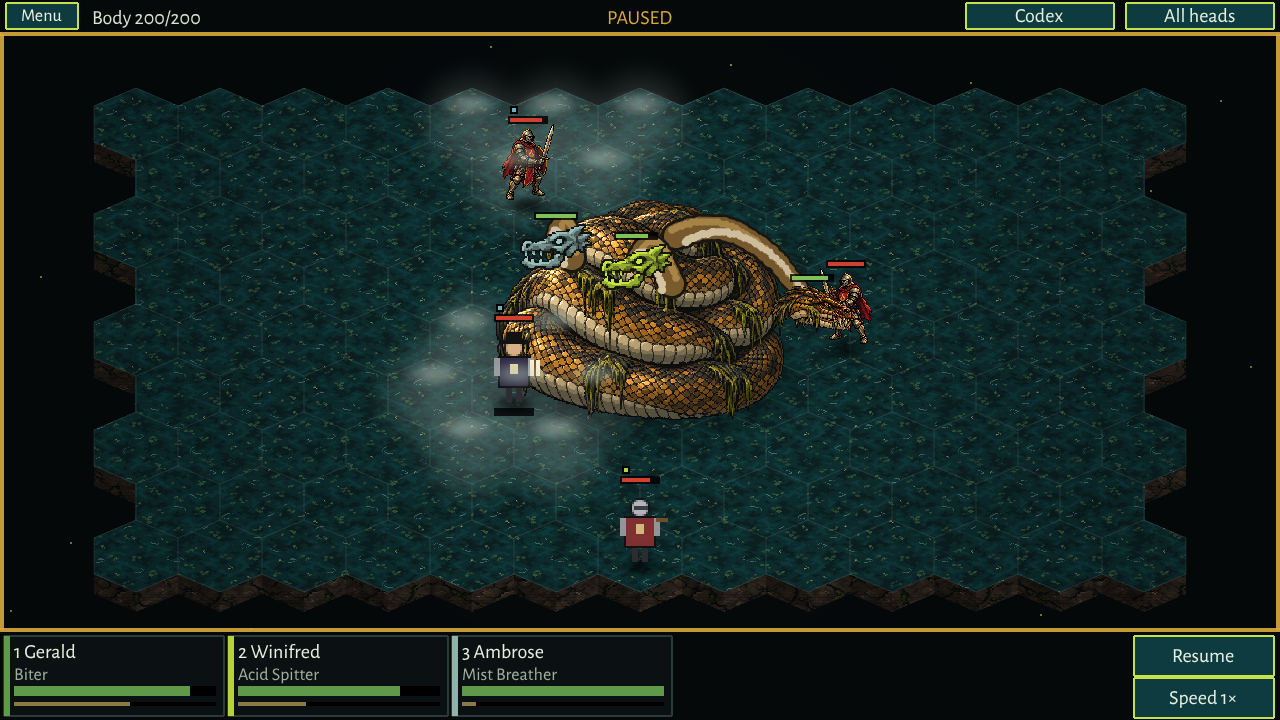 Menu
Body 200/200
PAUSED
Codex
All heads
1 Gerald
Biter
2 Winifred
Acid Spitter
3 Ambrose
Mist Breather
Resume
Speed 1×